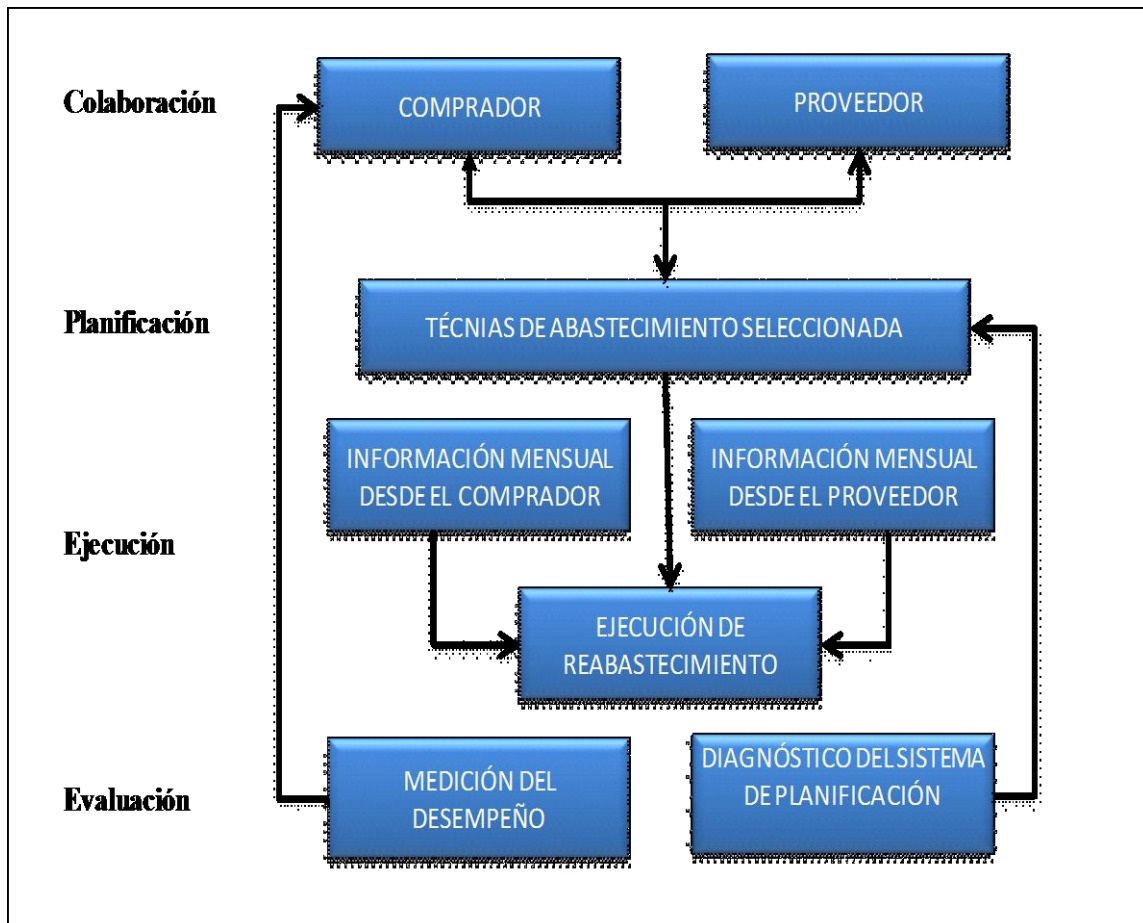 Colaboración
COMPRADOR
PROVEEDOR
Planificación
TÉCNIAS DE ABASTECIMIENTO SELECCIONADA
INFORMACIÓN MENSUAL
DESDE EL COMPRADOR
INFORMACIÓN MENSUAL
DESDE EL PROVEEDOR
Ejecución
EJECUCIÓN DE
REABASTECIMIENTO
Evaluación
MEDICIÓN DEL
DESEMPEÑO
DIAGNÓSTICO DEL SISTEMA
DE PLANIFICACIÓN